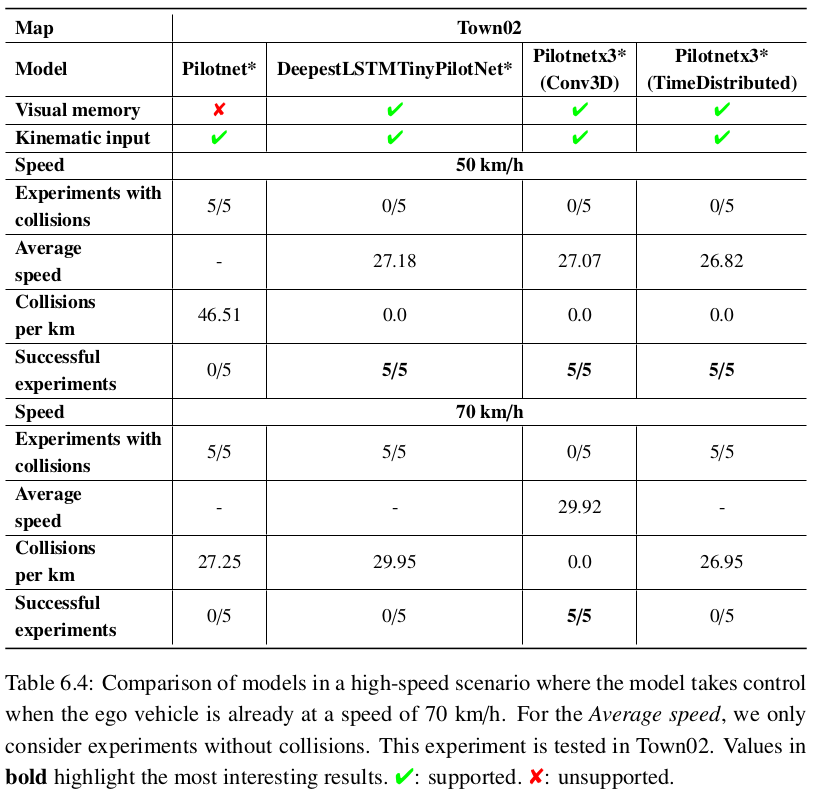 Map Town02
Model Pilotnet* DeepestLSTMTinyPilotNet* Pilotnetx3* (Conv3D) Pilotnetx3* (TimeDistributed)
Visual memory ✘ ✔ ✔ ✔
Kinematic input ✔ ✔ ✔ ✔
Speed 50 km/h
Experiments with collisions 5/5 0/5 0/5 0/5
Average speed - 27.18 27.07 26.82
Collisions per km 46.51 0.0 0.0 0.0
Successful experiments 0/5 5/5 5/5 5/5
Speed 70 km/h
Experiments with collisions 5/5 5/5 0/5 5/5
Average speed - - 29.92 -
Collisions per km 27.25 29.95 0.0 26.95
Successful experiments 0/5 0/5 5/5 0/5
Table 6.4: Comparison of models in a high-speed scenario where the model takes control
when the ego vehicle is already at a speed of 70 km/h. For the Average speed, we only
consider experiments without collisions. This experiment is tested in Town02. Values in
bold highlight the most interesting results. ✔: supported. ✘: unsupported.